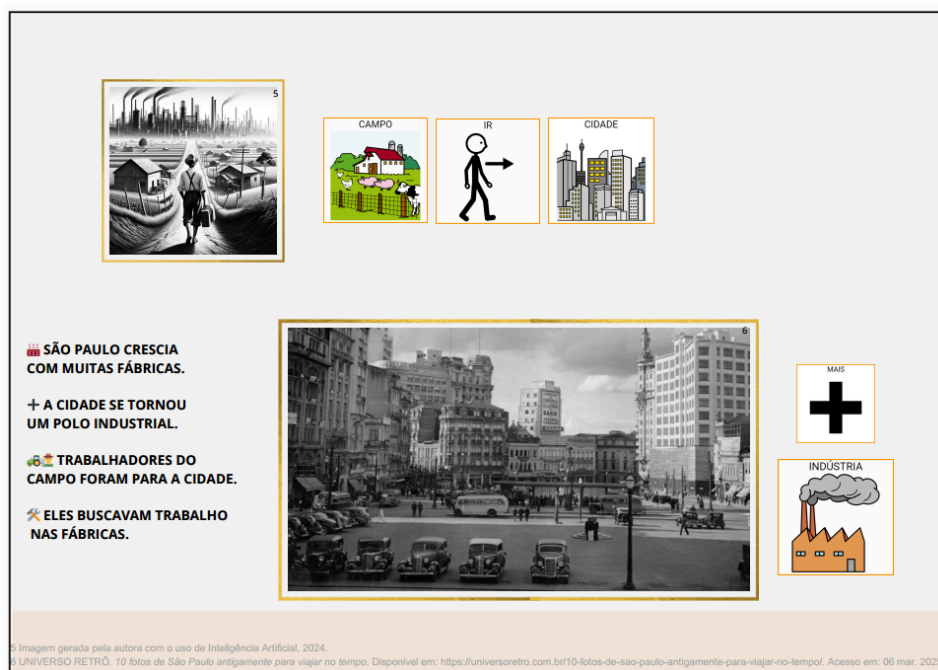 5
CAMPO
IR
CIDADE
SÃO PAULO CRESCIA
COM MUITAS FÁBRICAS.
A CIDADE SE TORNOU
UM POLO INDUSTRIAL.
TRABALHADORES DO
CAMPO FORAM PARA A CIDADE.
ELES BUSCAVAM TRABALHO
NAS FÁBRICAS.
6
MAIS
INDÚSTRIA
5 Imagem gerada pela autora com o uso de Inteligência Artificial, 2024.
6 UNIVERSO RETRÔ. 10 fotos de São Paulo antigamente para viajar no tempo. Disponível em: https://universoretro.com.br/10-fotos-de-sao-paulo-antigamente-para-viajar-no-tempo/. Acesso em: 06 mar.